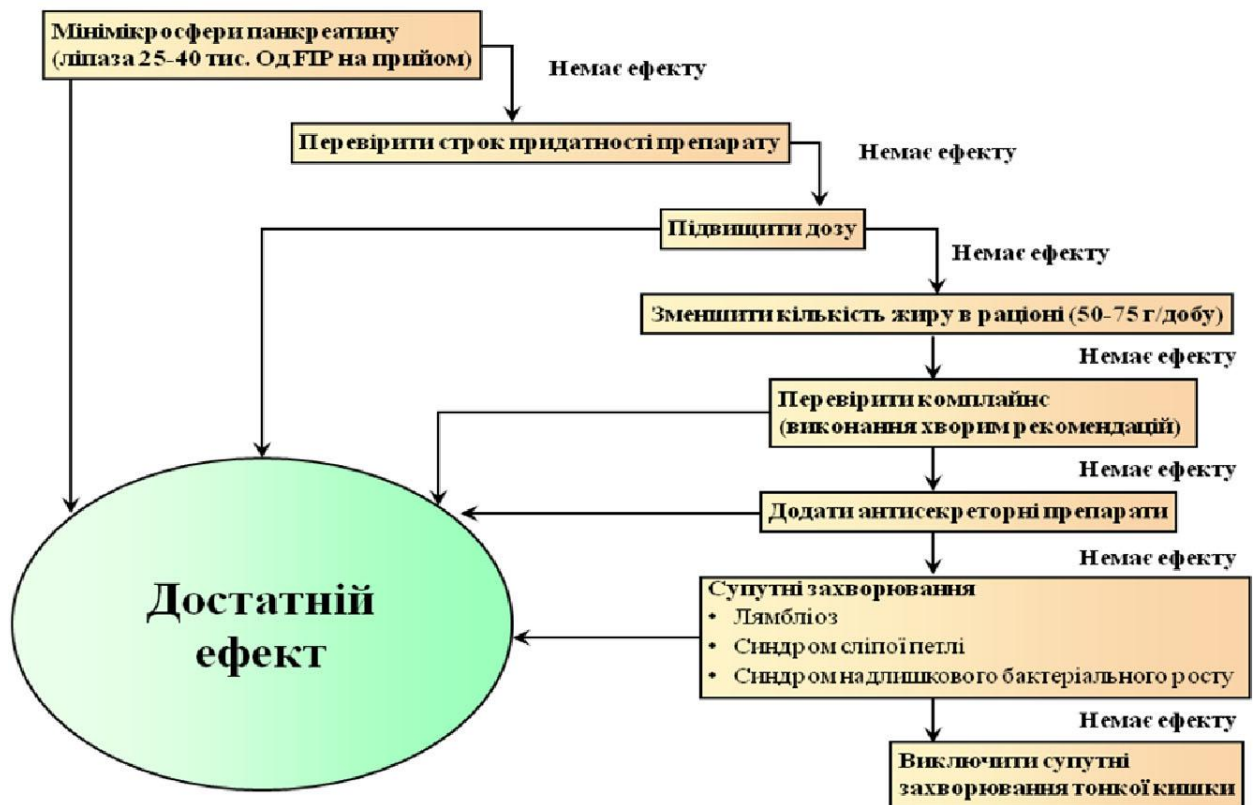 Мінімікросфери панкреатину
(ліпаза 25-40 тис. Од FIP на прийом)
Немає ефекту
Перевірити строк придатності препарату
Немає ефекту
Підвищити дозу
Немає ефекту
Зменшити кількість жиру в раціоні (50-75 г/добу)
Немає ефекту
Перевірити комплайнс
(виконання хворим рекомендацій)
Немає ефекту
Додати антисекреторні препарати
Немає ефекту
Супутні захворювання
• Лямбліоз
• Синдром сліпої петлі
• Синдром надлишкового бактеріального росту
Немає ефекту
Виключити супутні
захворювання тонкої кишки
Достатній
ефект